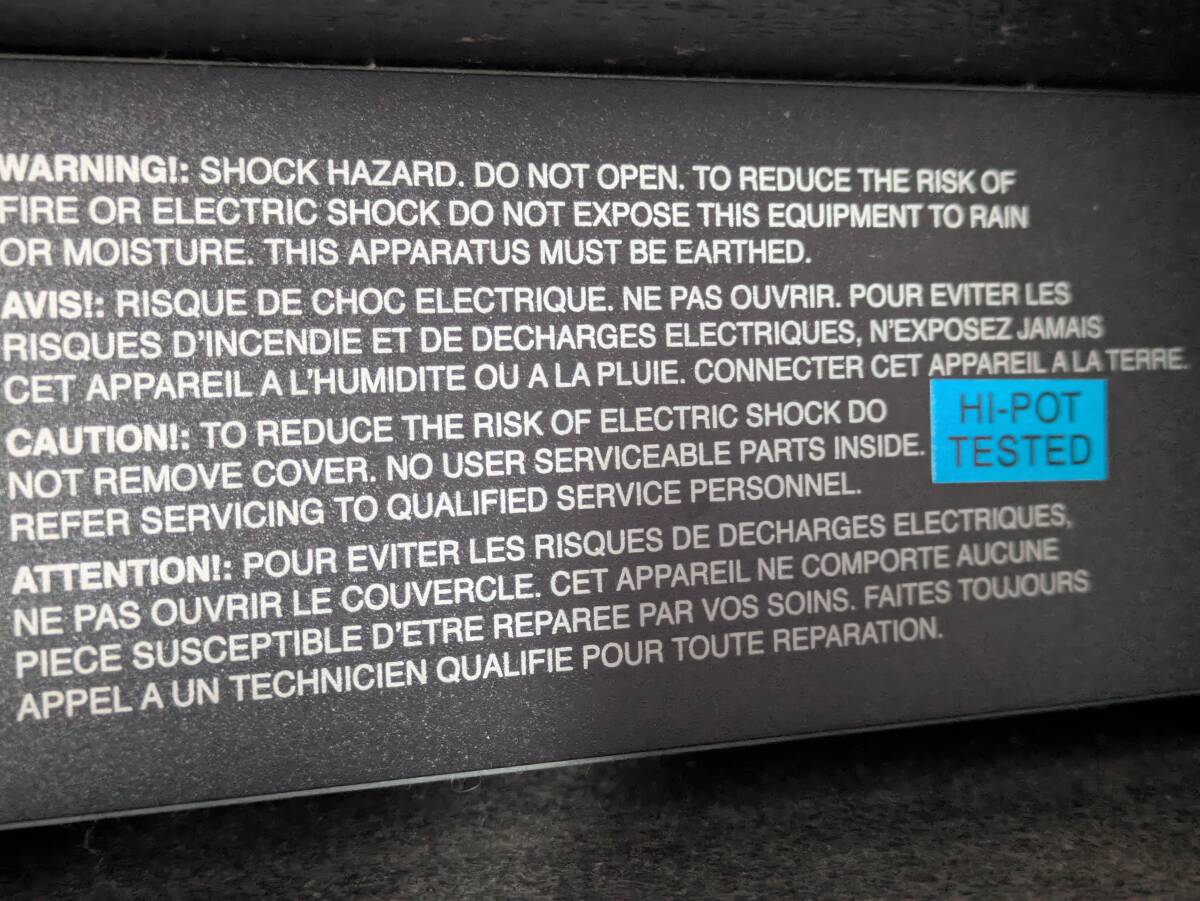 WARNING!: SHOCK HAZARD. DO NOT OPEN. TO REDUCE THE RISK OF
FIRE OR ELECTRIC SHOCK DO NOT EXPOSE THIS EQUIPMENT TO RAIN
OR MOISTURE. THIS APPARATUS MUST BE EARTHED.
AVIS!: RISQUE DE CHOC ELECTRIQUE. NE PAS OUVRIR. POUR EVITER LES
RISQUES D'INCENDIE ET DE DECHARGES ELECTRIQUES, N'EXPOSEZ JAMAIS
CET APPAREIL A L'HUMIDITE OU A LA PLUIE. CONNECTER CET APPAREIL A LA TERRE.
CAUTION!: TO REDUCE THE RISK OF ELECTRIC SHOCK DO
NOT REMOVE COVER. NO USER SERVICEABLE PARTS INSIDE.
REFER SERVICING TO QUALIFIED SERVICE PERSONNEL.
HI-POT
TESTED
ATTENTION!: POUR EVITER LES RISQUES DE DECHARGES ELECTRIQUES,
NE PAS OUVRIR LE COUVERCLE. CET APPAREIL NE COMPORTE AUCUNE
PIECE SUSCEPTIBLE D'ETRE REPAREE PAR VOS SOINS. FAITES TOUJOURS
APPEL A UN TECHNICIEN QUALIFIE POUR TOUTE REPARATION.